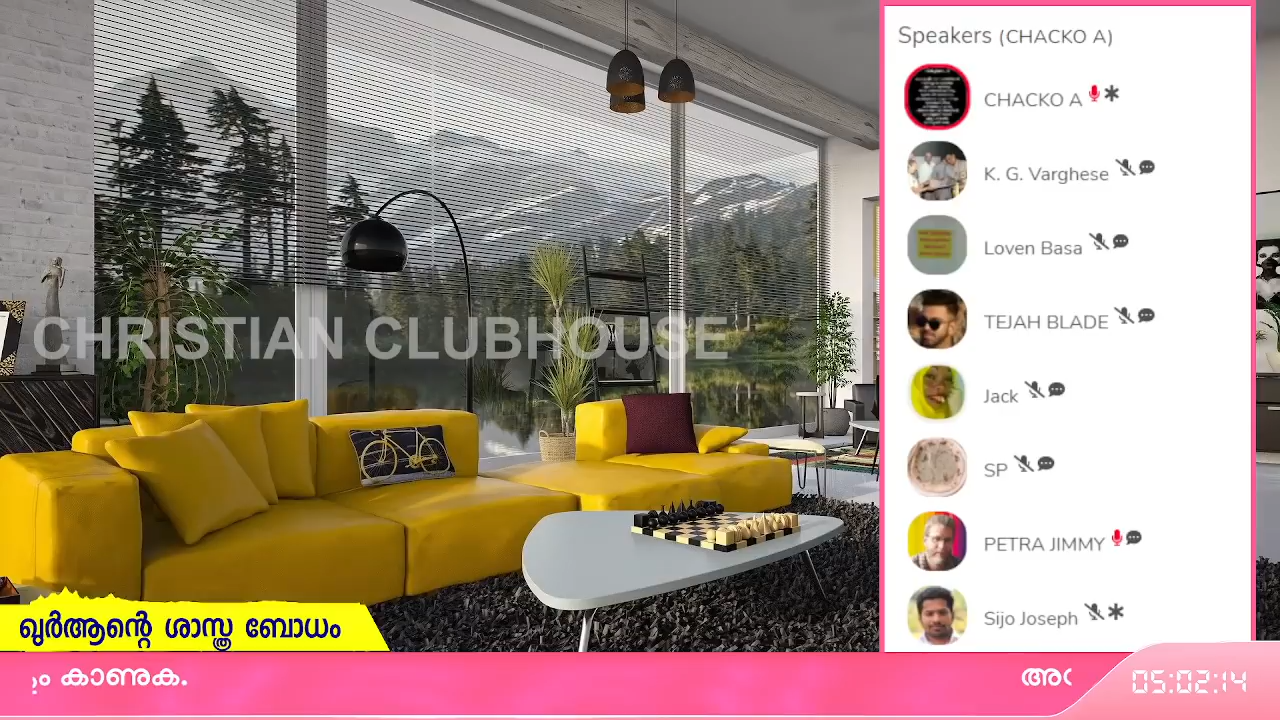 Speakers (CHACKO A)
CHACKO A
K. G. Varghese
Loven Basa
TEJAH BLADE
Jack
SP
PETRA JIMMY
Sijo Joseph
CHRISTIAN CLUBHOUSE
ഖുർആന്റെ ശാസ്ത്ര ബോധം
കാണുക.
05:02:14